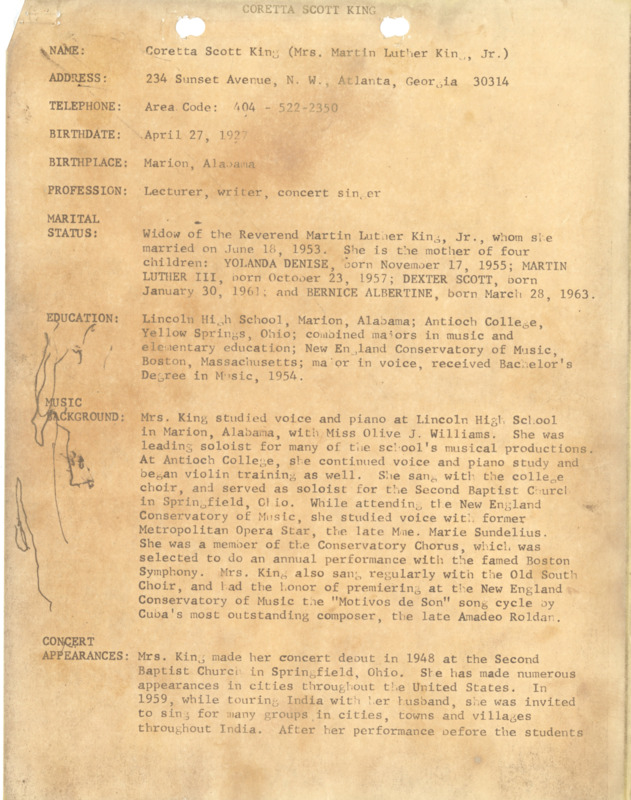 CORETTA SCOTT KING
NAME: Coretta Scott King (Mrs. Martin Luther King, Jr.)
ADDRESS: 234 Sunset Avenue, N. W., Atlanta, Georgia 30314
TELEPHONE: Area Code: 404 - 522-2350
BIRTHDATE: April 27, 1927
BIRTHPLACE: Marion, Alabama
PROFESSION: Lecturer, writer, concert singer
MARITAL
STATUS: Widow of the Reverend Martin Luther King, Jr., whom she
married on June 18, 1953. She is the mother of four
children: YOLANDA DENISE, born November 17, 1955; MARTIN
LUTHER III, born October 23, 1957; DEXTER SCOTT, born
January 30, 1961; and BERNICE ALBERTINE, born March 28, 1963.
EDUCATION: Lincoln High School, Marion, Alabama; Antioch College,
Yellow Springs, Ohio; combined majors in music and
elementary education; New England Conservatory of Music,
Boston, Massachusetts; major in voice, received Bachelor's
Degree in Music, 1954.
MUSIC
BACKGROUND: Mrs. King studied voice and piano at Lincoln High School
in Marion, Alabama, with Miss Olive J. Williams. She was
leading soloist for many of the school's musical productions.
At Antioch College, she continued voice and piano study and
began violin training as well. She sang with the college
choir, and served as soloist for the Second Baptist Church
in Springfield, Ohio. While attending the New England
Conservatory of Music, she studied voice with former
Metropolitan Opera Star, the late Mme. Marie Sundelius.
She was a member of the Conservatory Chorus, which was
selected to do an annual performance with the famed Boston
Symphony. Mrs. King also sang regularly with the Old South
Choir, and had the honor of premiering at the New England
Conservatory of Music the "Motivos de Son" song cycle by
Cuba's most outstanding composer, the late Amadeo Roldan.
CONCERT
APPEARANCES: Mrs. King made her concert debut in 1948 at the Second
Baptist Church in Springfield, Ohio. She has made numerous
appearances in cities throughout the United States. In
1959, while touring India with her husband, she was invited
to sing for many groups in cities, towns and villages
throughout India. After her performance before the students